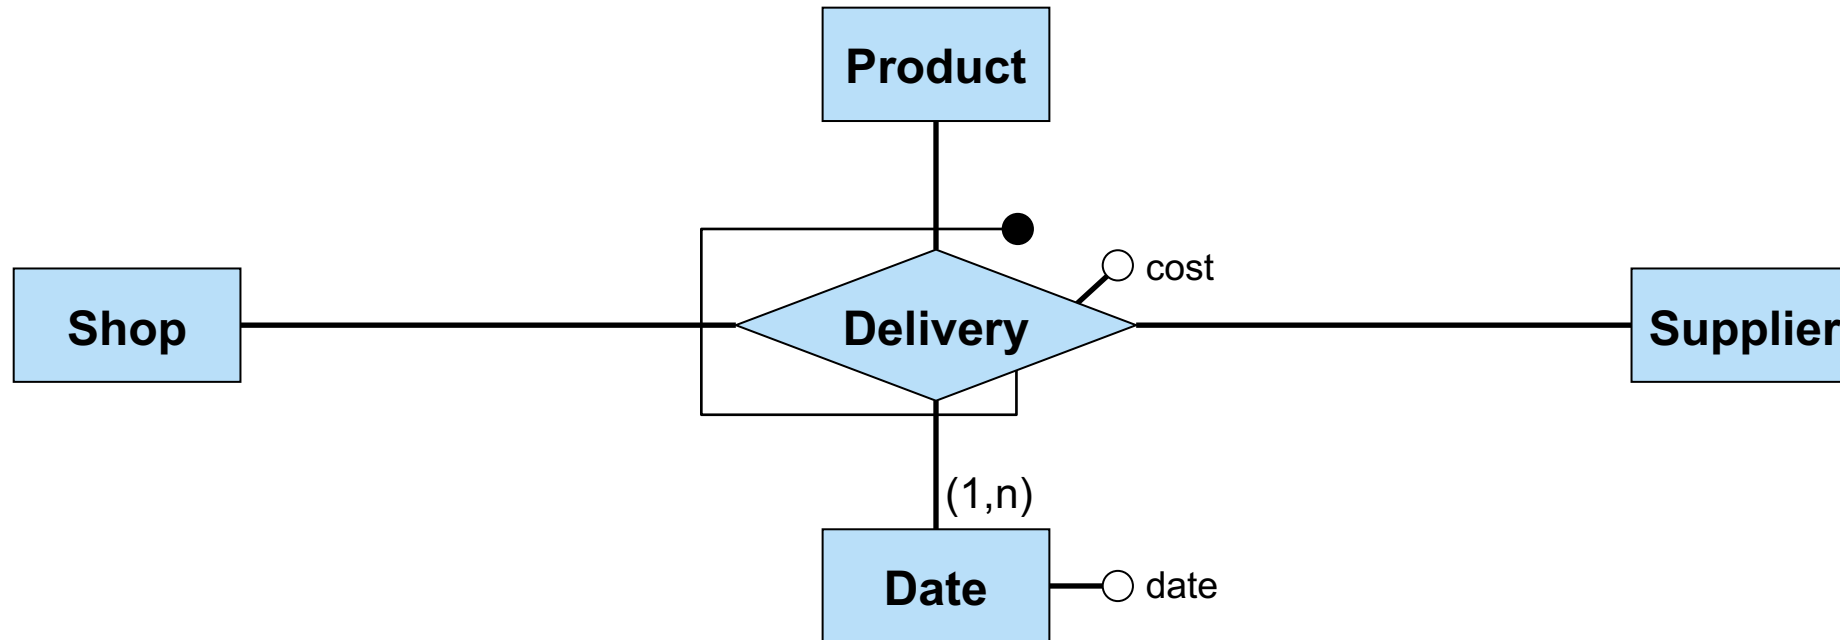 Product
cost
Shop
Delivery
Supplier
(1,n)
Date
date